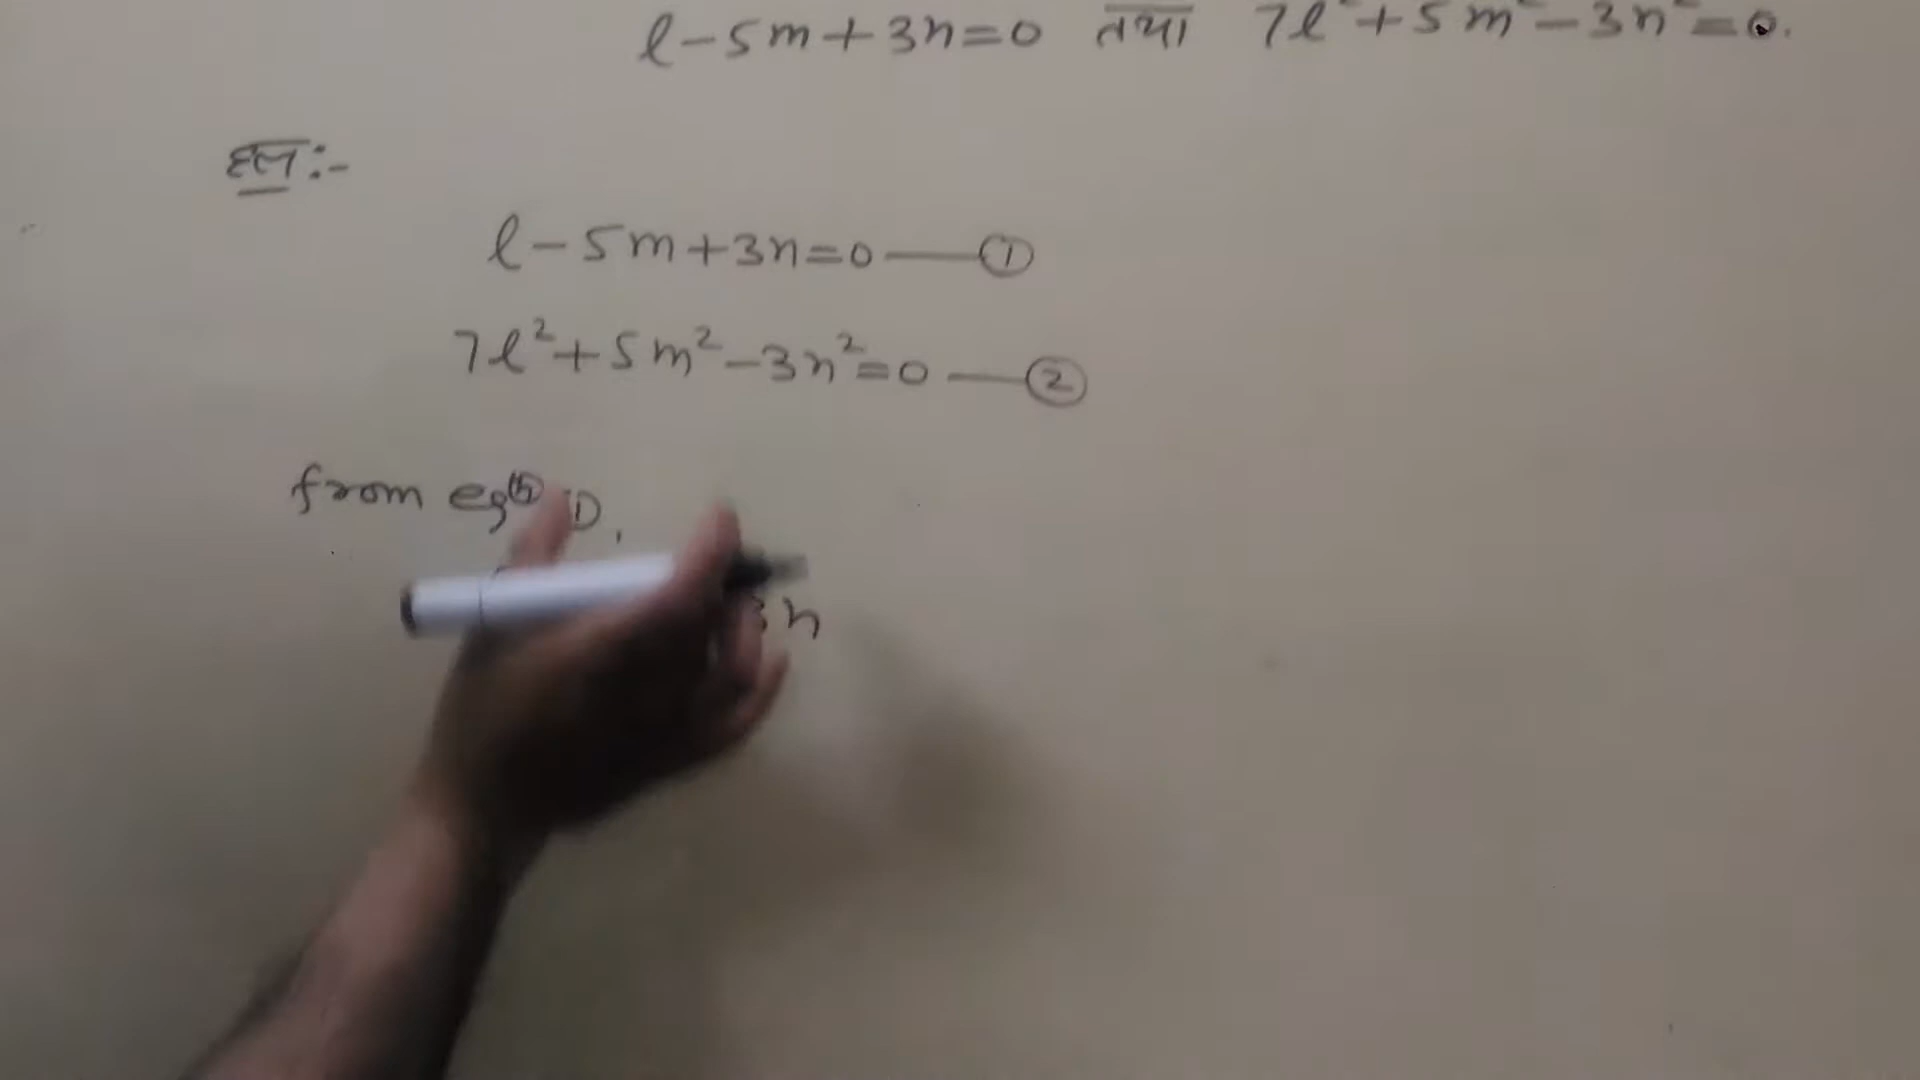 l-5m+3n=0 तथा 7l²+5m²-3n²=0.
हल:-
l-5m+3n=0 —— ①
7l²+5m²-3n²=0 —— ②
from eqⁿ ①,
3n